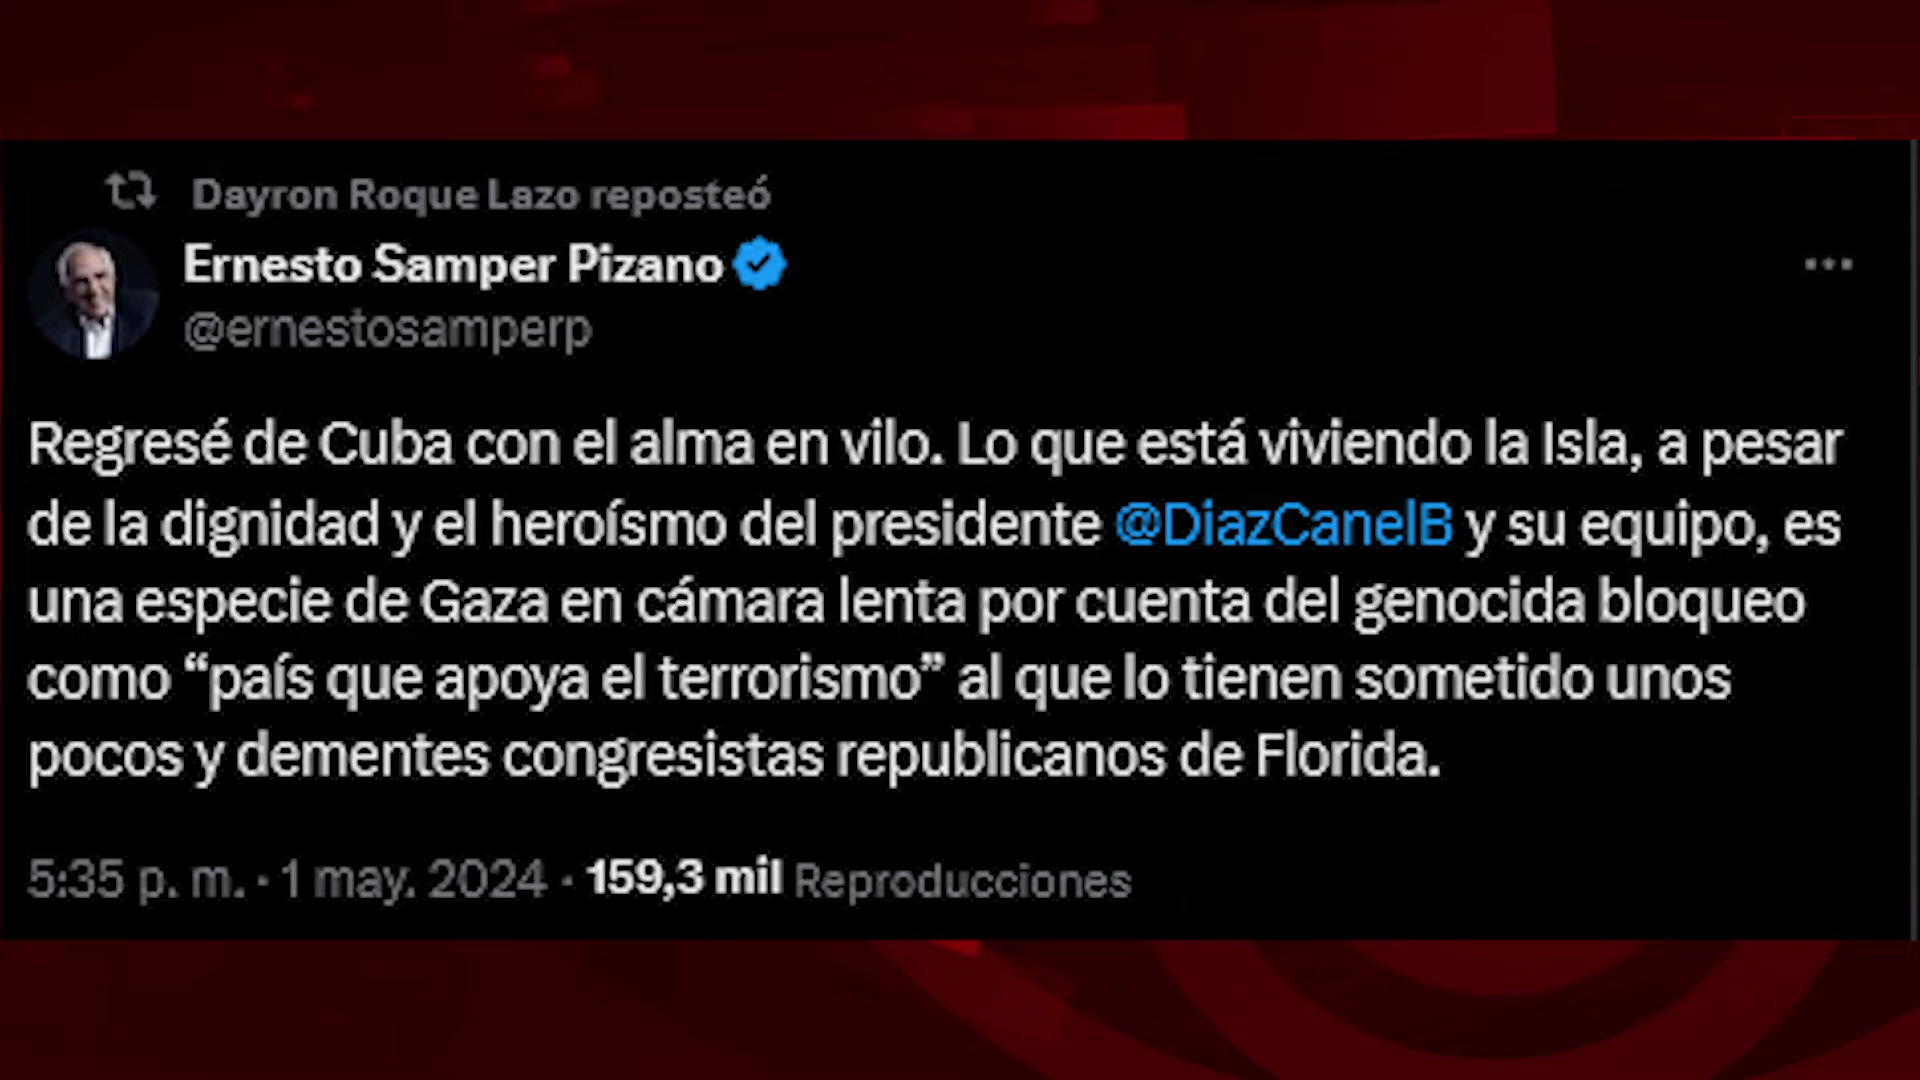 Dayron Roque Lazo reposteó
Ernesto Samper Pizano
@ernestosamperp
Regresé de Cuba con el alma en vilo. Lo que está viviendo la Isla, a pesar
de la dignidad y el heroísmo del presidente @DiazCanelB y su equipo, es
una especie de Gaza en cámara lenta por cuenta del genocida bloqueo
como “país que apoya el terrorismo” al que lo tienen sometido unos
pocos y dementes congresistas republicanos de Florida.
5:35 p. m. · 1 may. 2024 · 159,3 mil Reproducciones